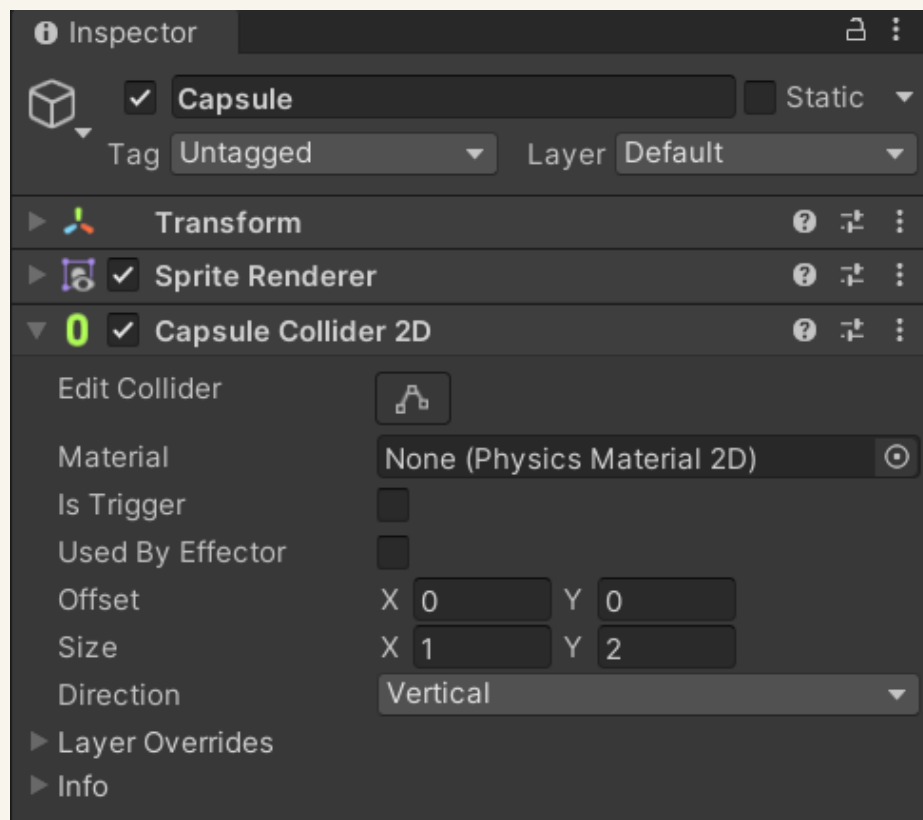 Inspector
Capsule Static
Tag Untagged Layer Default
Transform
Sprite Renderer
Capsule Collider 2D
Edit Collider
Material None (Physics Material 2D)
Is Trigger
Used By Effector
Offset X 0 Y 0
Size X 1 Y 2
Direction Vertical
Layer Overrides
Info